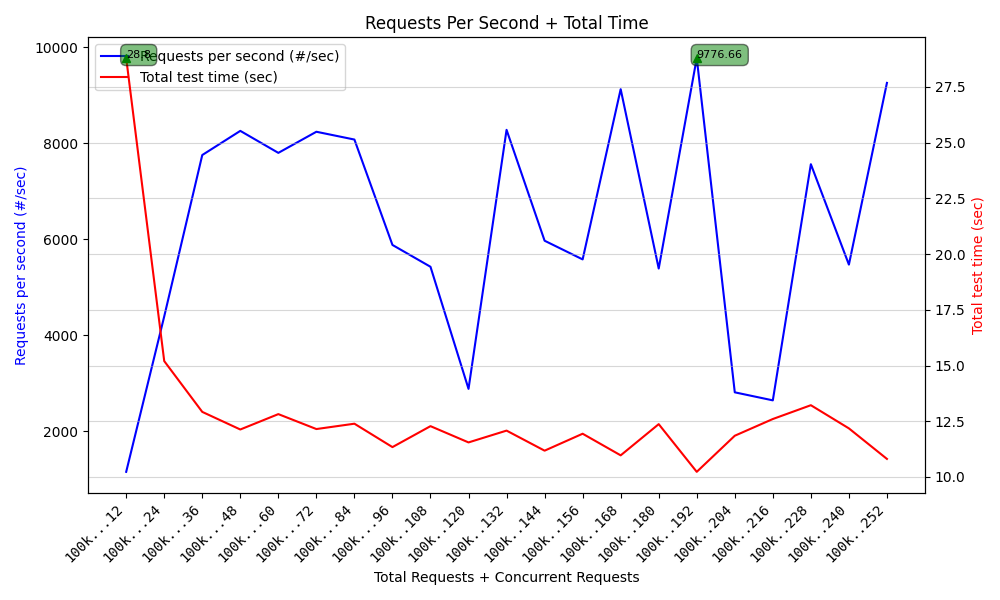 Requests Per Second + Total Time
28.8
Requests per second (#/sec)
Total test time (sec)
9776.66
10000
8000
6000
4000
2000
Requests per second (#/sec)
27.5
25.0
22.5
20.0
17.5
15.0
12.5
10.0
Total test time (sec)
100k...12
100k...24
100k...36
100k...48
100k...60
100k...72
100k...84
100k...96
100k..108
100k..120
100k..132
100k..144
100k..156
100k..168
100k..180
100k..192
100k..204
100k..216
100k..228
100k..240
100k..252
Total Requests + Concurrent Requests